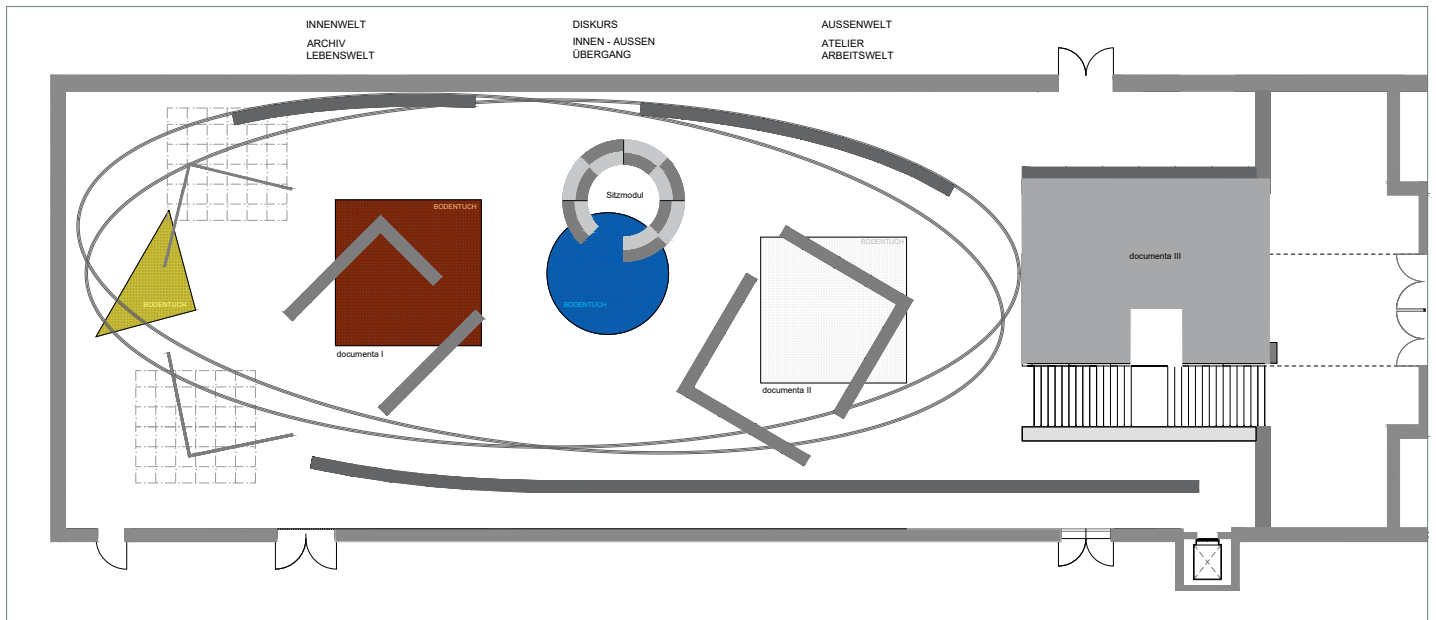 INNENWELT
ARCHIV
LEBENSWELT
DISKURS
INNEN - AUSSEN
ÜBERGANG
AUSSENWELT
ATELIER
ARBEITSWELT
Sitzmodul
BODENTUCH
BODENTUCH
documenta III
BODENTUCH
BODENTUCH
documenta I
documenta II